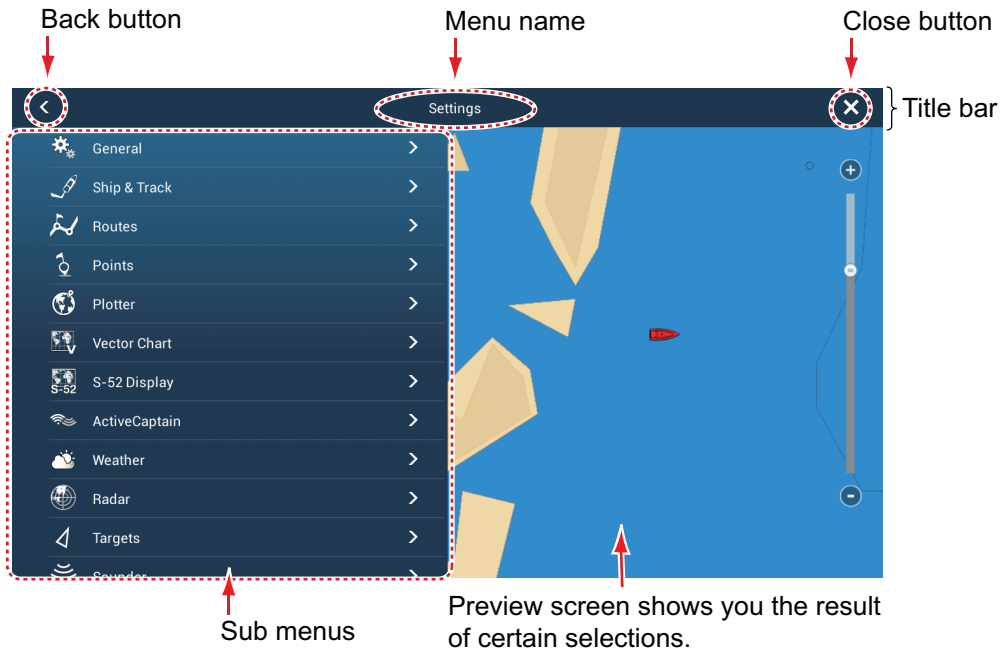 Back button
Menu name
Close button
Settings
Title bar
General
Ship & Track
Routes
Points
Plotter
V
Vector Chart
S-52
S-52 Display
ActiveCaptain
Weather
Radar
Targets
Sounder
Sub menus
Preview screen shows you the result
of certain selections.